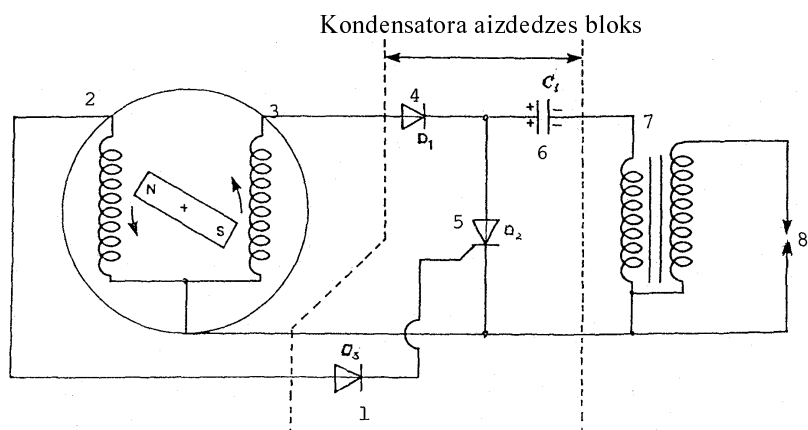 Kondensatora aizdedzes bloks
2
3
4
C₁
D₁
+ −
+ −
6
7
N
+
S
5
D₂
8
D₃
1